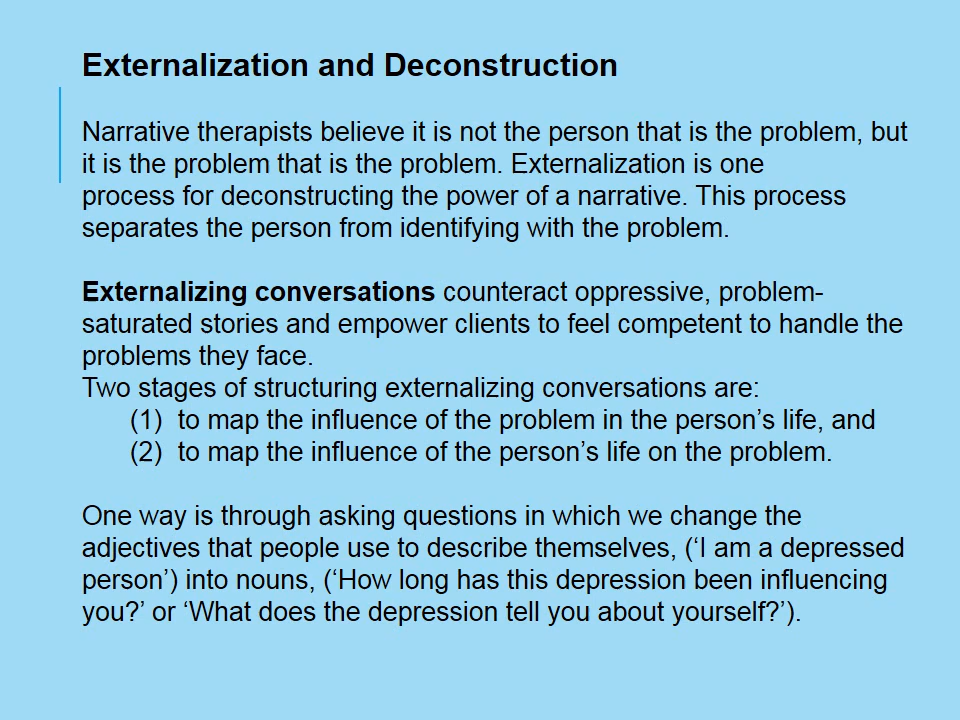 Externalization and Deconstruction
Narrative therapists believe it is not the person that is the problem, but
it is the problem that is the problem. Externalization is one
process for deconstructing the power of a narrative. This process
separates the person from identifying with the problem.
Externalizing conversations counteract oppressive, problem-
saturated stories and empower clients to feel competent to handle the
problems they face.
Two stages of structuring externalizing conversations are:
(1) to map the influence of the problem in the person’s life, and
(2) to map the influence of the person’s life on the problem.
One way is through asking questions in which we change the
adjectives that people use to describe themselves, (‘I am a depressed
person’) into nouns, (‘How long has this depression been influencing
you?’ or ‘What does the depression tell you about yourself?’).